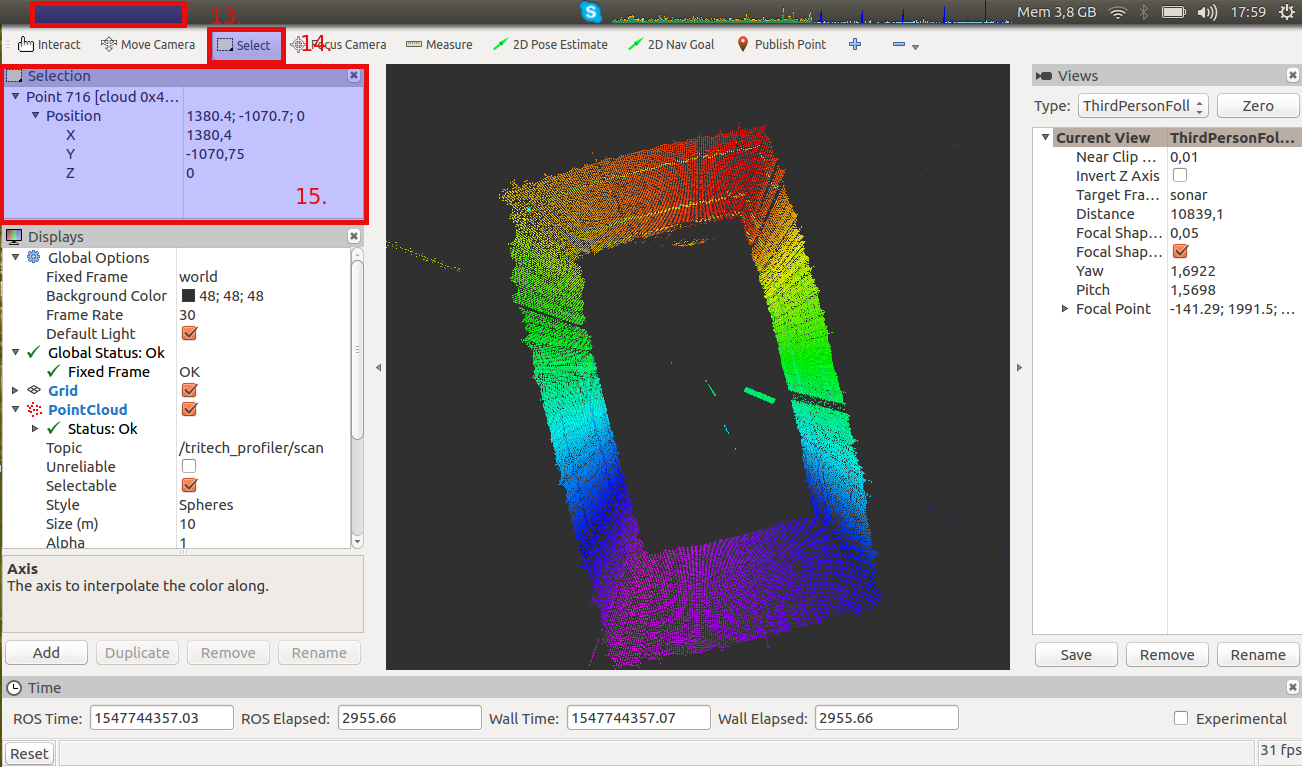 13.
S
Mem 3,8 GB 17:59
Interact Move Camera Select 14. Focus Camera Measure 2D Pose Estimate 2D Nav Goal Publish Point
Selection
Point 716 [cloud 0x4...
Position 1380.4; -1070.7; 0
X 1380,4
Y -1070,75
Z 0
15.
Displays
Global Options
Fixed Frame world
Background Color 48; 48; 48
Frame Rate 30
Default Light
Global Status: Ok
Fixed Frame OK
Grid
PointCloud
Status: Ok
Topic /tritech_profiler/scan
Unreliable
Selectable
Style Spheres
Size (m) 10
Alpha 1
Axis
The axis to interpolate the color along.
Add Duplicate Remove Rename
Views
Type: ThirdPersonFoll Zero
Current View ThirdPersonFol...
Near Clip ... 0,01
Invert Z Axis
Target Fra... sonar
Distance 10839,1
Focal Shap... 0,05
Focal Shap...
Yaw 1,6922
Pitch 1,5698
Focal Point -141.29; 1991.5; ...
Save Remove Rename
Time
ROS Time: 1547744357.03 ROS Elapsed: 2955.66 Wall Time: 1547744357.07 Wall Elapsed: 2955.66 Experimental
Reset 31 fps